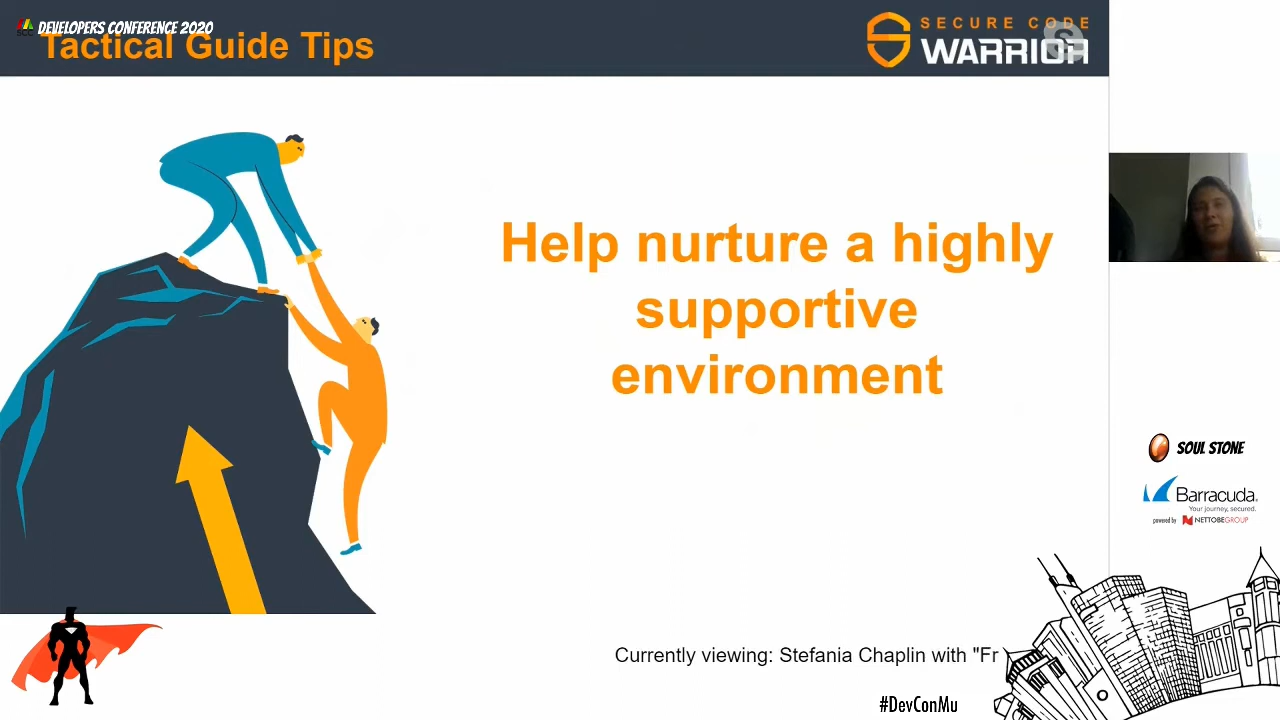 DEVELOPERS CONFERENCE 2020
Tactical Guide Tips
SECURE CODE
WARRIOR
Help nurture a highly
supportive
environment
SOUL STONE
Barracuda.
Your journey, secured.
powered by NETTOBEGROUP
Currently viewing: Stefania Chaplin with "Fr
#DevConMu